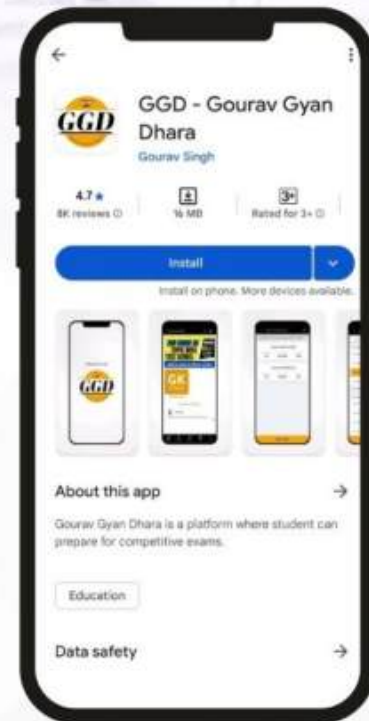 GGD
GGD - Gourav Gyan
Dhara
Gourav Singh
4.7★
8K reviews
16 MB
3+
Rated for 3+
Install
Install on phone. More devices available.
GGD
GK
About this app
Gourav Gyan Dhara is a platform where student can
prepare for competitive exams.
Education
Data safety